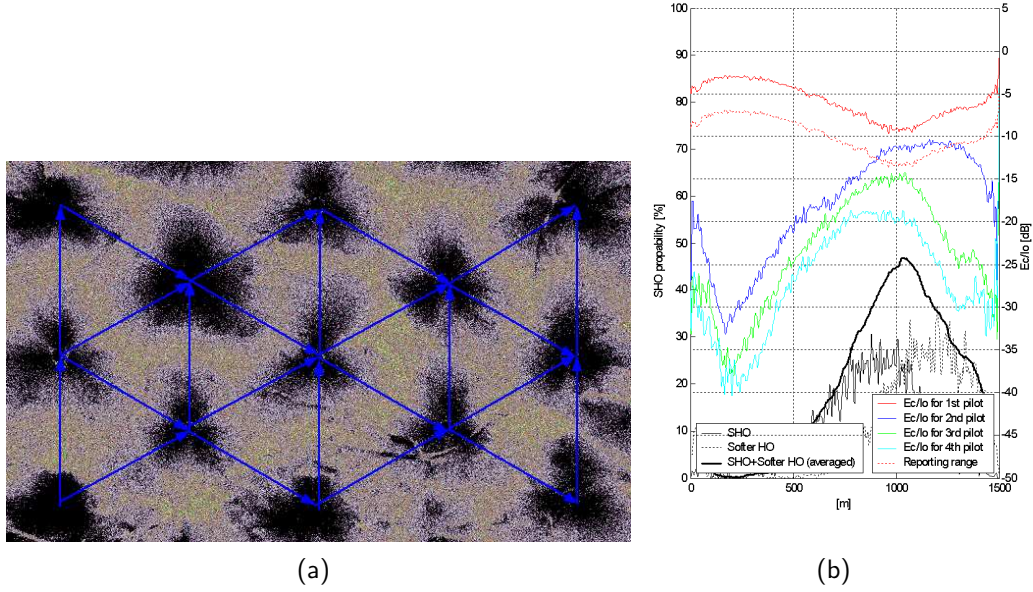 100
90
80
70
60
50
40
30
20
10
0
SHO propability [%]
5
0
-5
-10
-15
-20
-25
-30
-35
-40
-45
-50
Ec/Io [dB]
0
500
1000
1500
[m]
SHO
Softer HO
SHO+Softer HO (averaged)
Ec/Io for 1st pilot
Ec/Io for 2nd pilot
Ec/Io for 3rd pilot
Ec/Io for 4th pilot
Reporting range
(a)
(b)